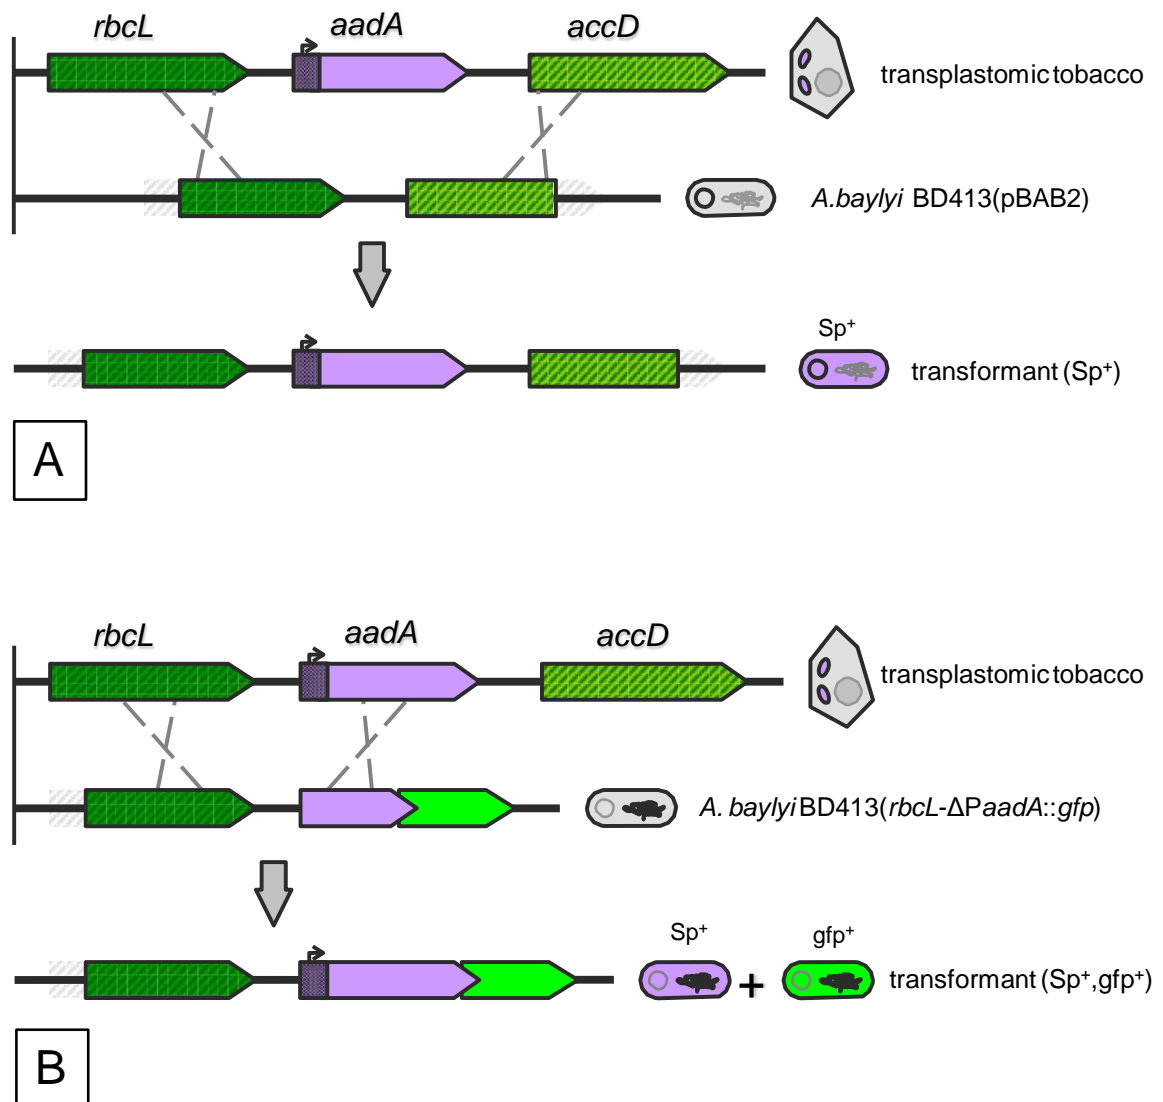 rbcL aadA accD
transplastomic tobacco
A.baylyi BD413(pBAB2)
Sp⁺
transformant (Sp⁺)
A
rbcL aadA accD
transplastomic tobacco
A. baylyi BD413(rbcL-ΔPaadA::gfp)
Sp⁺ gfp⁺
+ transformant (Sp⁺,gfp⁺)
B